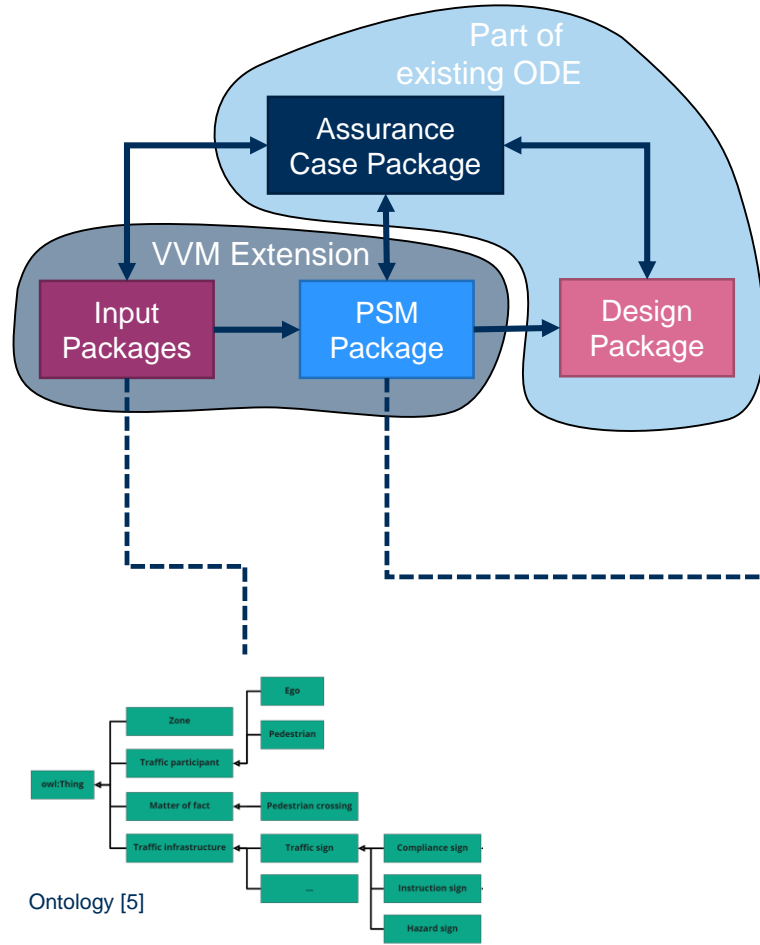 Part of
existing ODE
Assurance
Case Package
VVM Extension
Input
Packages
PSM
Package
Design
Package
Ego
Zone
Pedestrian
Traffic participant
owl:Thing
Matter of fact
Pedestrian crossing
Traffic infrastructure
Traffic sign
Compliance sign
...
Instruction sign
Hazard sign
Ontology [5]